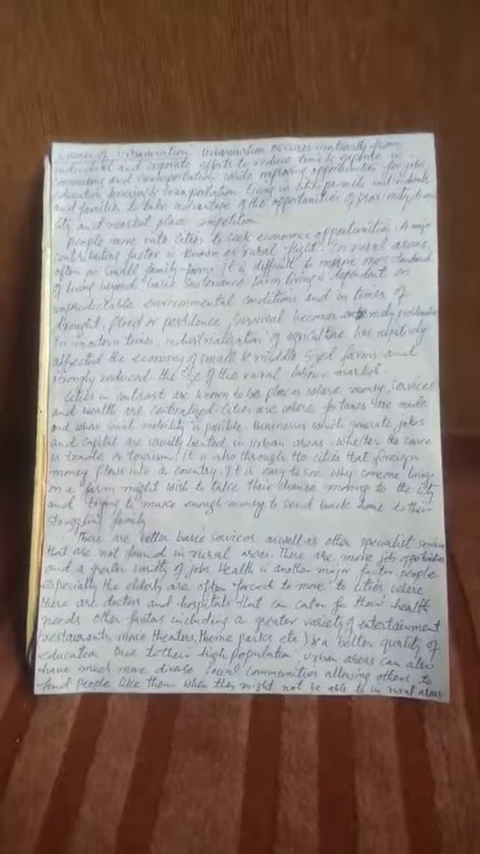 Causes of Urbanization: Urbanization occurs naturally from
individual and corporate efforts to reduce time & expense in
commuting and transportation while improving opportunities for jobs,
education, housing & transportation. Living in cities permits individuals
and families to take advantage of the opportunities of proximity,
and market place competition.
People move into cities to seek economic opportunities. A major
contributing factor is known as rural flight. In rural areas,
often on small family farms it is difficult to improve ones standard
of living beyond basic sustenance. Farm living is dependent on
unpredictable environmental conditions and in times of
drought, flood or pestilence, survival becomes extremely problematic
In modern times, industrialization of agriculture has negatively
affected the economy of small & middle sized farms and
strongly reduced the size of the rural labour market.
Cities in contrast are known to be places where money, services
and wealth are centralized. Cities are where fortunes are made
and where social mobility is possible. Businesses which generate jobs
and capital are usually located in urban areas. Whether the source
is trade or tourism it is also through the cities that foreign
money flows into a country. It is easy to see why someone living
on a farm might wish to take their chance moving to the city
and trying to make enough money to send back home to their
struggling family.
There are better basic services as well as other specialist services
that are not found in rural areas. There are more job opportunities
and a greater variety of jobs. Health is another major factor. people
especially the elderly are often forced to move to cities where
there are doctors and hospitals that can cater for their health
needs. Other factors including a greater variety of entertainment
(restaurants, movie theaters, theme parks etc) & a better quality of
education. Due to their high population, urban areas can also
have much more diverse social communities allowing others to
find people like them when they might not be able to in rural areas.